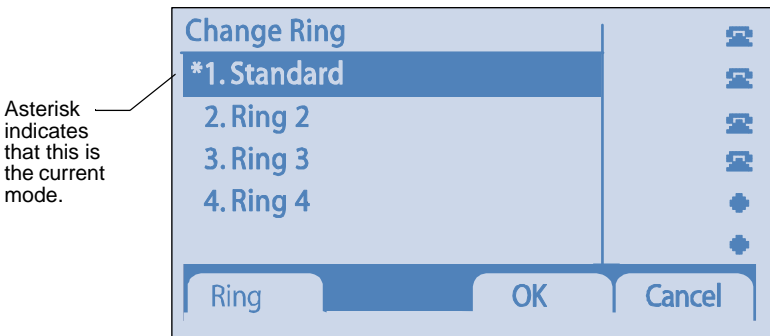 Change Ring
*1. Standard
2. Ring 2
3. Ring 3
4. Ring 4
Ring
OK
Cancel
Asterisk
indicates
that this is
the current
mode.